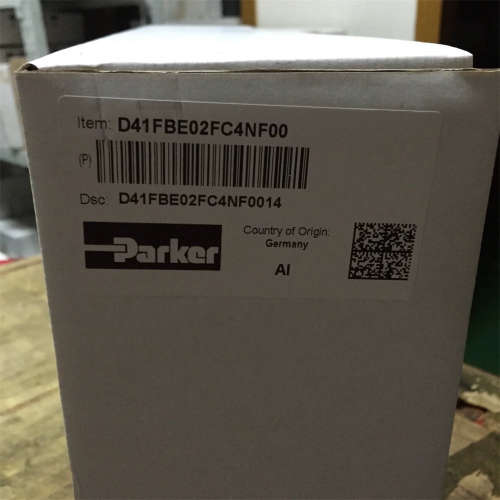 Item: D41FBE02FC4NF00
(P)
Dsc: D41FBE02FC4NF0014
Parker
Country of Origin:
Germany
AI